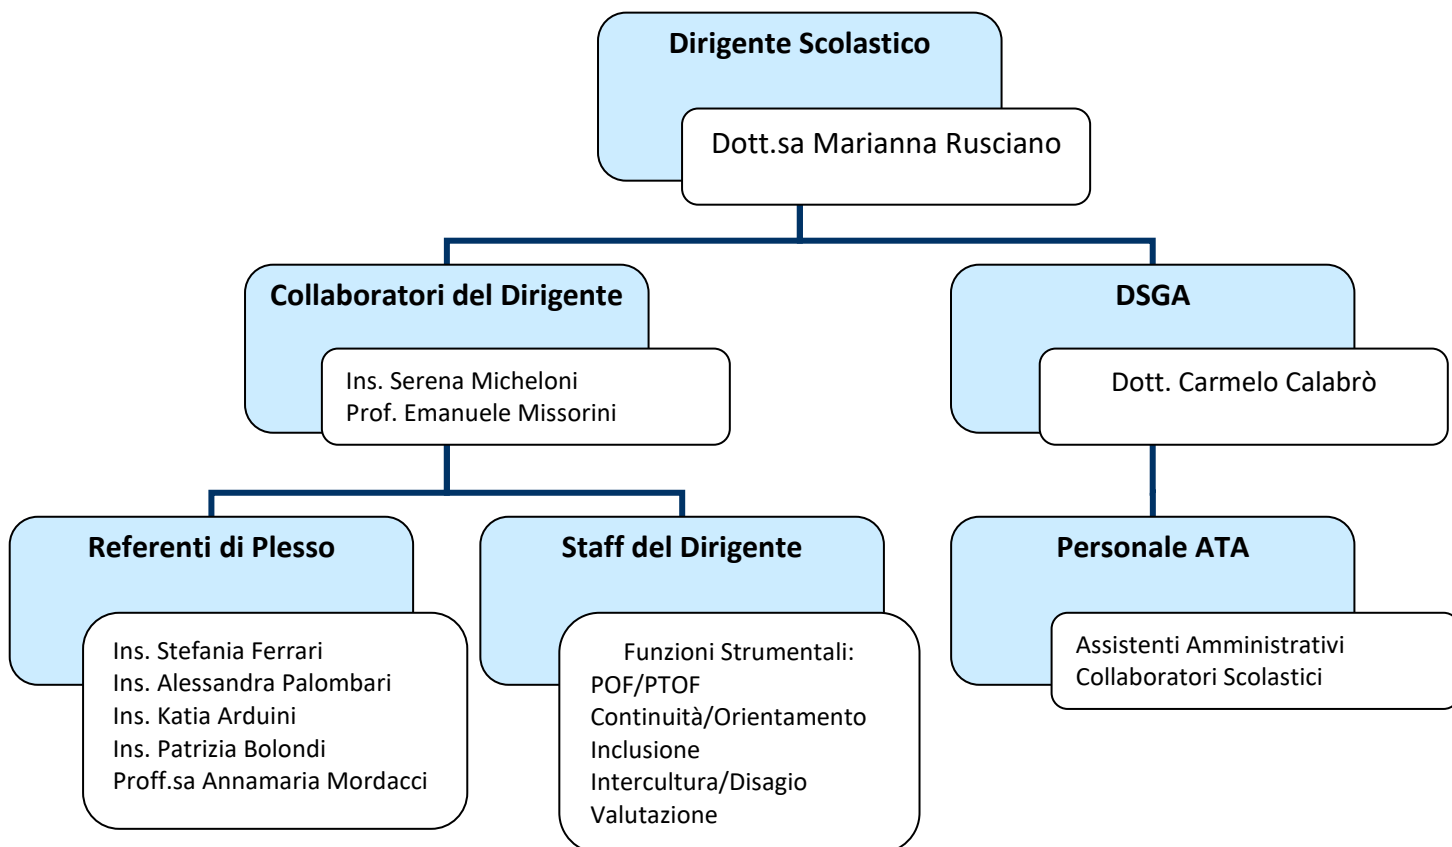 Dirigente Scolastico
Dott.sa Marianna Rusciano
Collaboratori del Dirigente
Ins. Serena Micheloni
Prof. Emanuele Missorini
DSGA
Dott. Carmelo Calabrò
Referenti di Plesso
Ins. Stefania Ferrari
Ins. Alessandra Palombari
Ins. Katia Arduini
Ins. Patrizia Bolondi
Proff.sa Annamaria Mordacci
Staff del Dirigente
Funzioni Strumentali:
POF/PTOF
Continuità/Orientamento
Inclusione
Intercultura/Disagio
Valutazione
Personale ATA
Assistenti Amministrativi
Collaboratori Scolastici